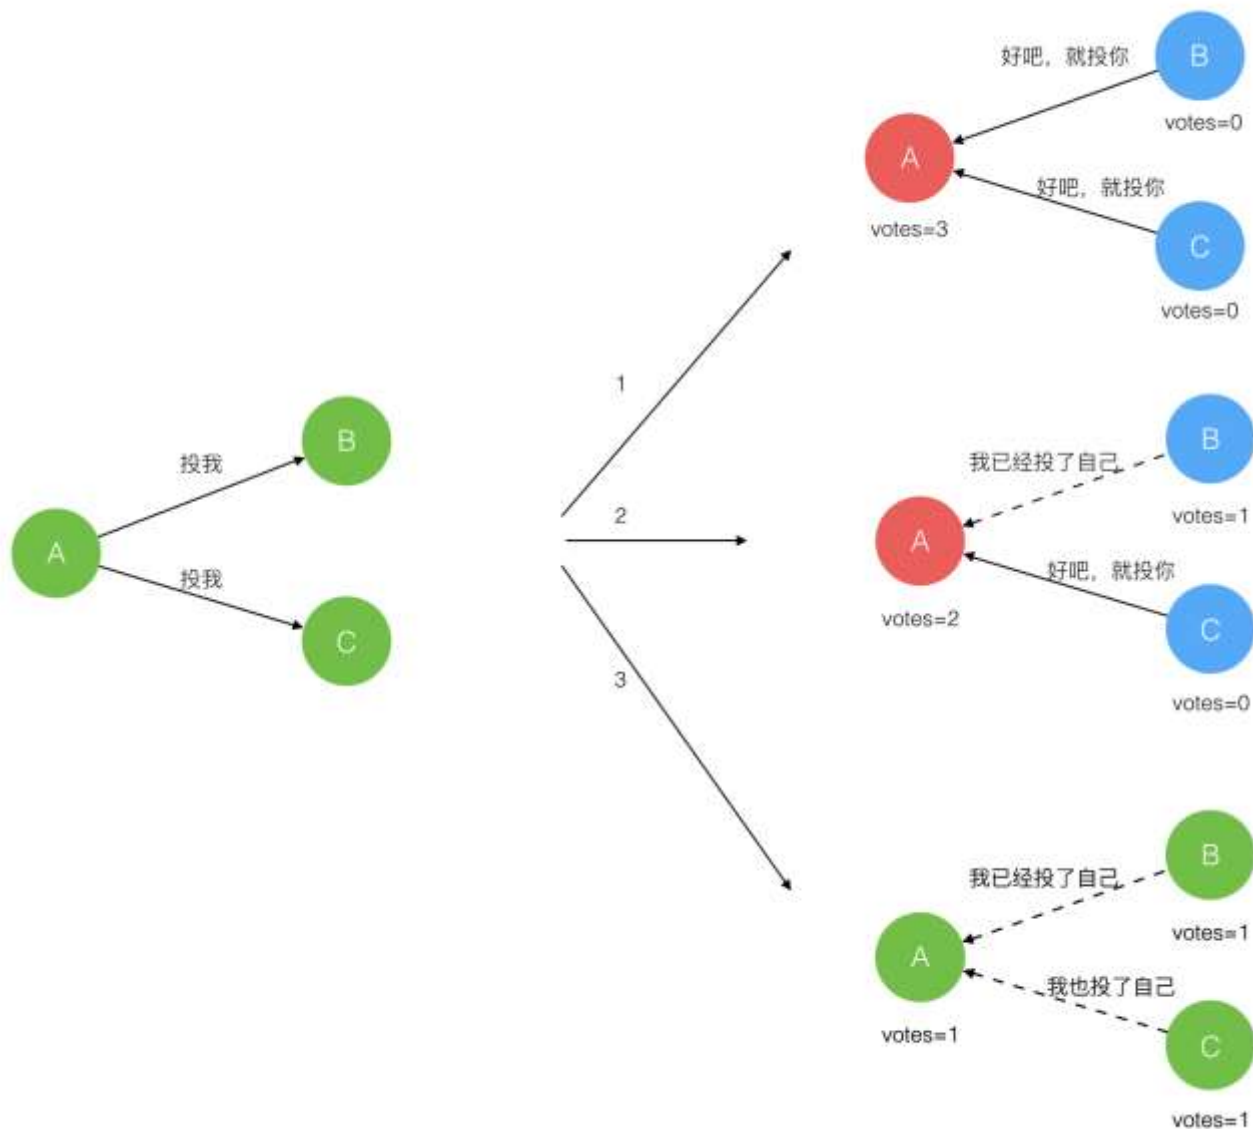 B
好吧，就投你
votes=0
A
votes=3
好吧，就投你
C
votes=0
1
B
投我
A
投我
C
2
B
我已经投了自己
votes=1
A
好吧，就投你
votes=2
C
votes=0
3
B
我已经投了自己
votes=1
A
我也投了自己
votes=1
C
votes=1